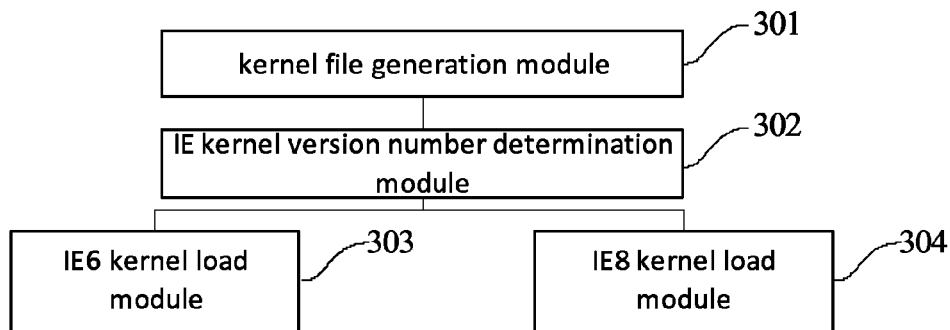 301
kernel file generation module
302
IE kernel version number determination
module
303
IE6 kernel load
module
304
IE8 kernel load
module